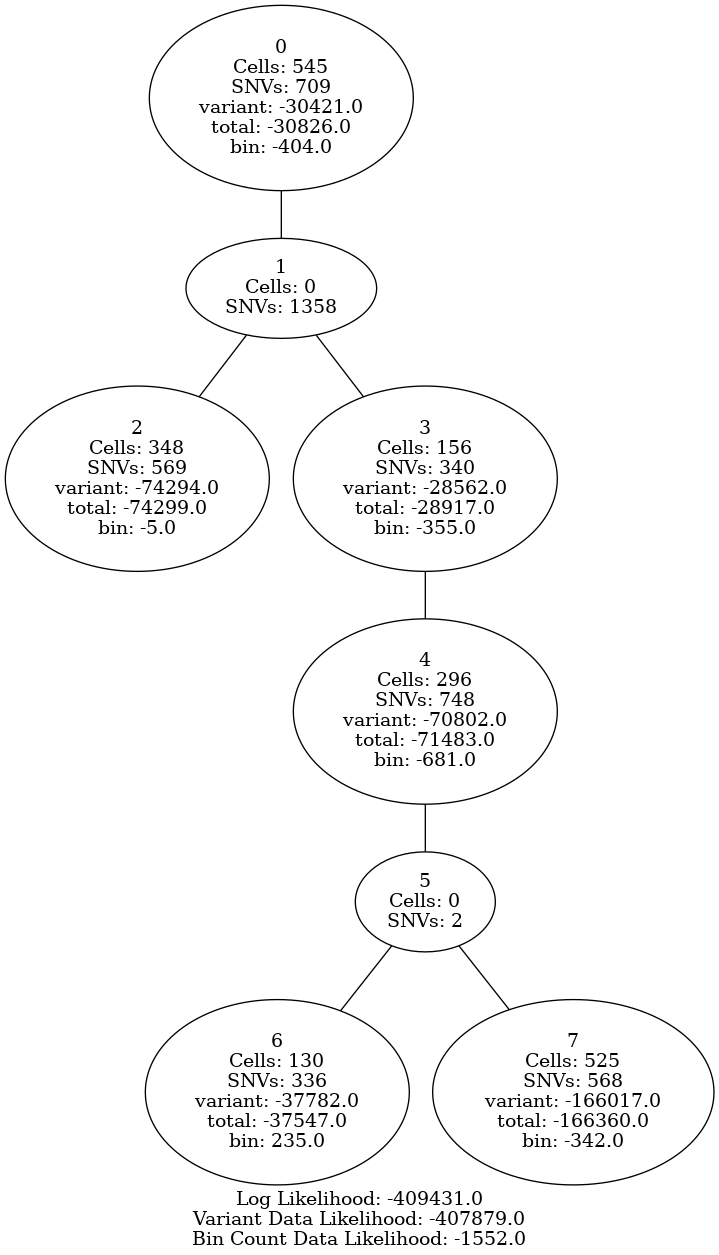 0
Cells: 545
SNVs: 709
variant: -30421.0
total: -30826.0
bin: -404.0
1
Cells: 0
SNVs: 1358
2
Cells: 348
SNVs: 569
variant: -74294.0
total: -74299.0
bin: -5.0
3
Cells: 156
SNVs: 340
variant: -28562.0
total: -28917.0
bin: -355.0
4
Cells: 296
SNVs: 748
variant: -70802.0
total: -71483.0
bin: -681.0
5
Cells: 0
SNVs: 2
6
Cells: 130
SNVs: 336
variant: -37782.0
total: -37547.0
bin: 235.0
7
Cells: 525
SNVs: 568
variant: -166017.0
total: -166360.0
bin: -342.0
Log Likelihood: -409431.0
Variant Data Likelihood: -407879.0
Bin Count Data Likelihood: -1552.0